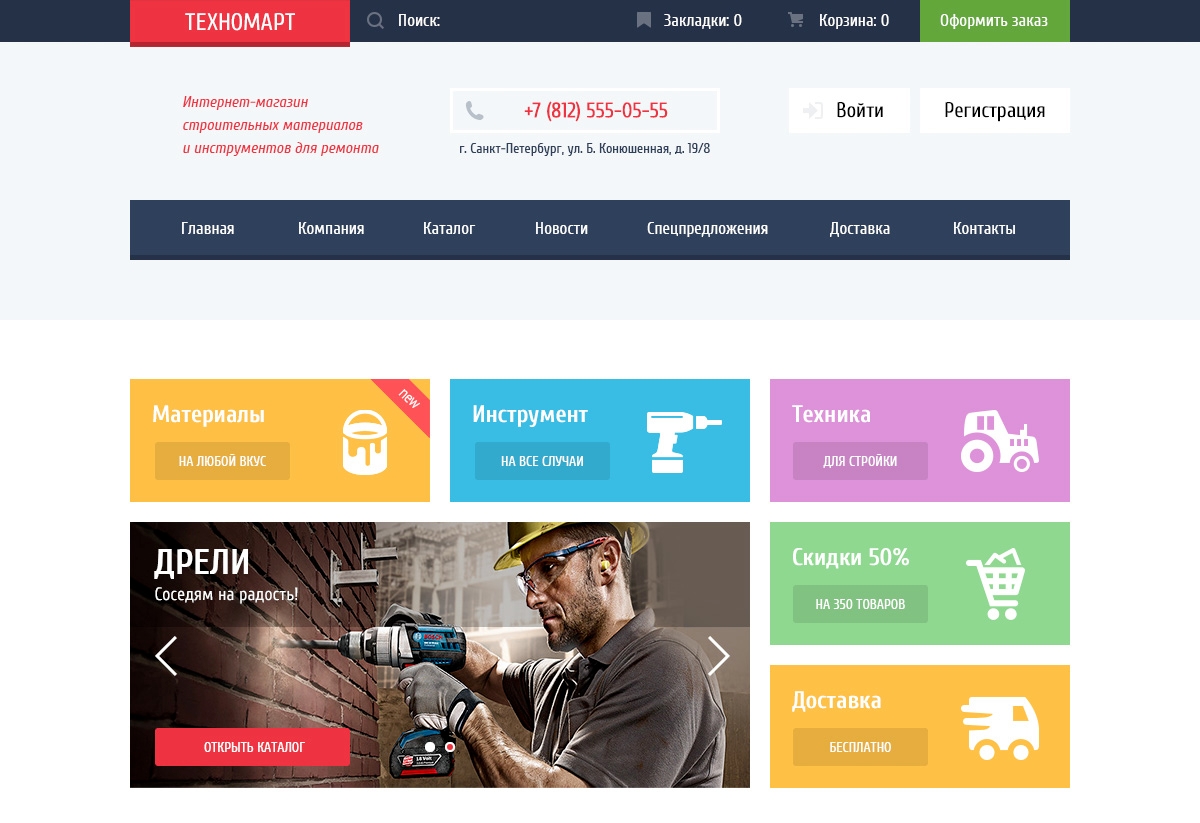 ТЕХНОМАРТ
Поиск:
Закладки: 0
Корзина: 0
Оформить заказ
Интернет-магазин
строительных материалов
и инструментов для ремонта
+7 (812) 555-05-55
г. Санкт-Петербург, ул. Б. Конюшенная, д. 19/8
Войти
Регистрация
Главная
Компания
Каталог
Новости
Спецпредложения
Доставка
Контакты
Материалы
НА ЛЮБОЙ ВКУС
new
Инструмент
НА ВСЕ СЛУЧАИ
Техника
ДЛЯ СТРОЙКИ
ДРЕЛИ
Соседям на радость!
BOSCH
18 Volt
ОТКРЫТЬ КАТАЛОГ
Скидки 50%
НА 350 ТОВАРОВ
Доставка
БЕСПЛАТНО